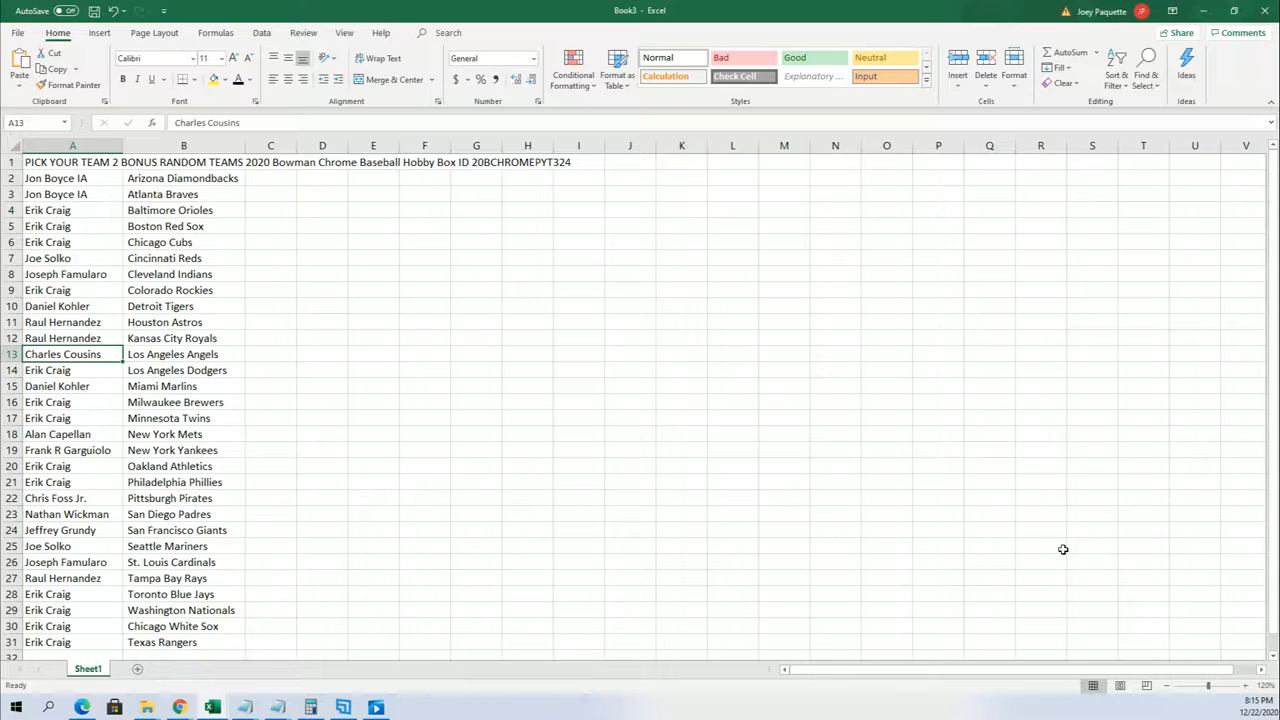 AutoSave Off Book3 - Excel Joey Paquette JP
File Home Insert Page Layout Formulas Data Review View Help Search Share Comments
Paste Cut Copy Format Painter Clipboard
Calibri 11 B I U A Font
Alignment Merge & Center
General $ % , Number
Conditional Formatting Format as Table
Normal Bad Good Neutral
Calculation Check Cell Explanatory ... Input
Styles
Insert Delete Format Cells
AutoSum Fill Clear Sort & Filter Find & Select Editing
Ideas Ideas
A13 fx Charles Cousins
A B C D E F G H I J K L M N O P Q R S T U V
1 PICK YOUR TEAM 2 BONUS RANDOM TEAMS 2020 Bowman Chrome Baseball Hobby Box ID 20BCHROMEPYT324
2 Jon Boyce IA Arizona Diamondbacks
3 Jon Boyce IA Atlanta Braves
4 Erik Craig Baltimore Orioles
5 Erik Craig Boston Red Sox
6 Erik Craig Chicago Cubs
7 Joe Solko Cincinnati Reds
8 Joseph Famularo Cleveland Indians
9 Erik Craig Colorado Rockies
10 Daniel Kohler Detroit Tigers
11 Raul Hernandez Houston Astros
12 Raul Hernandez Kansas City Royals
13 Charles Cousins Los Angeles Angels
14 Erik Craig Los Angeles Dodgers
15 Daniel Kohler Miami Marlins
16 Erik Craig Milwaukee Brewers
17 Erik Craig Minnesota Twins
18 Alan Capellan New York Mets
19 Frank R Garguiolo New York Yankees
20 Erik Craig Oakland Athletics
21 Erik Craig Philadelphia Phillies
22 Chris Foss Jr. Pittsburgh Pirates
23 Nathan Wickman San Diego Padres
24 Jeffrey Grundy San Francisco Giants
25 Joe Solko Seattle Mariners
26 Joseph Famularo St. Louis Cardinals
27 Raul Hernandez Tampa Bay Rays
28 Erik Craig Toronto Blue Jays
29 Erik Craig Washington Nationals
30 Erik Craig Chicago White Sox
31 Erik Craig Texas Rangers
32
Sheet1
Ready 120%
8:15 PM
12/22/2020